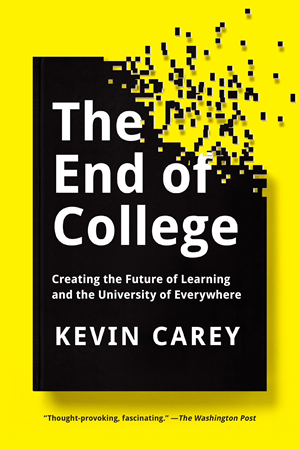 The
End of
College
Creating the Future of Learning
and the University of Everywhere
KEVIN CAREY
“Thought-provoking, fascinating.” —The Washington Post